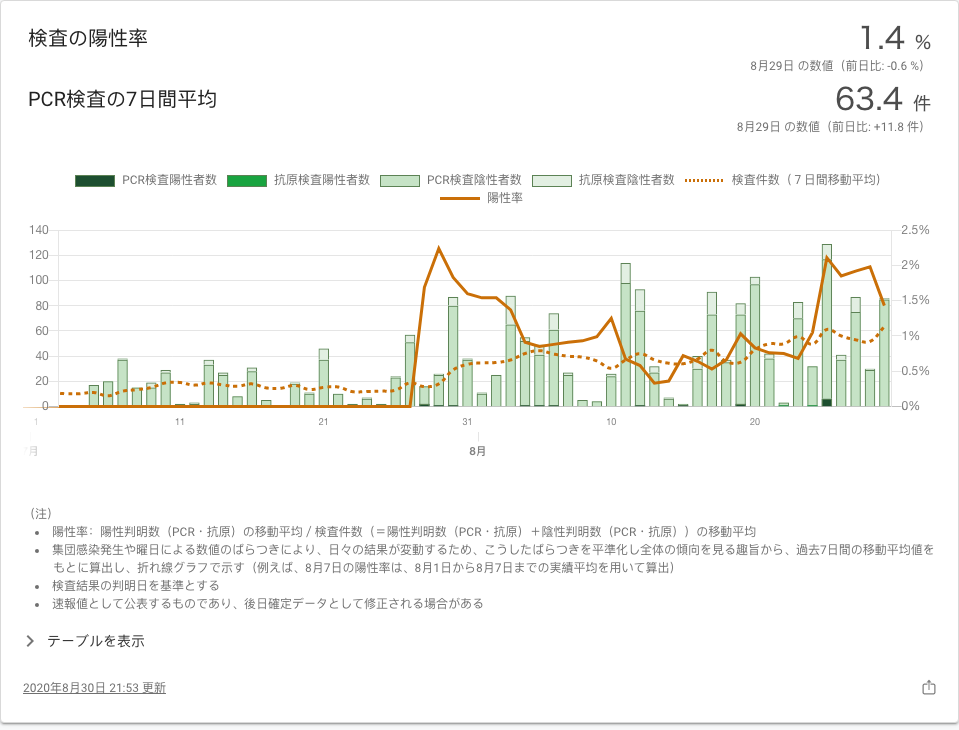 検査の陽性率
1.4 %
8月29日 の数値（前日比: -0.6 %）
PCR検査の7日間平均
63.4 件
8月29日 の数値（前日比: +11.8 件）
PCR検査陽性者数 抗原検査陽性者数 PCR検査陰性者数 抗原検査陰性者数 検査件数（７日間移動平均）
陽性率
140 2.5%
120 2%
100
80 1.5%
60 1%
40 0.5%
20
0 0%
1 11 21 31 10 20
月 8月
（注）
• 陽性率：陽性判明数（PCR・抗原）の移動平均 / 検査件数（＝陽性判明数（PCR・抗原）＋陰性判明数（PCR・抗原））の移動平均
• 集団感染発生や曜日による数値のばらつきにより、日々の結果が変動するため、こうしたばらつきを平準化し全体の傾向を見る趣旨から、過去7日間の移動平均値を
もとに算出し、折れ線グラフで示す（例えば、8月7日の陽性率は、8月1日から8月7日までの実績平均を用いて算出）
• 検査結果の判明日を基準とする
• 速報値として公表するものであり、後日確定データとして修正される場合がある
テーブルを表示
2020年8月30日 21:53 更新